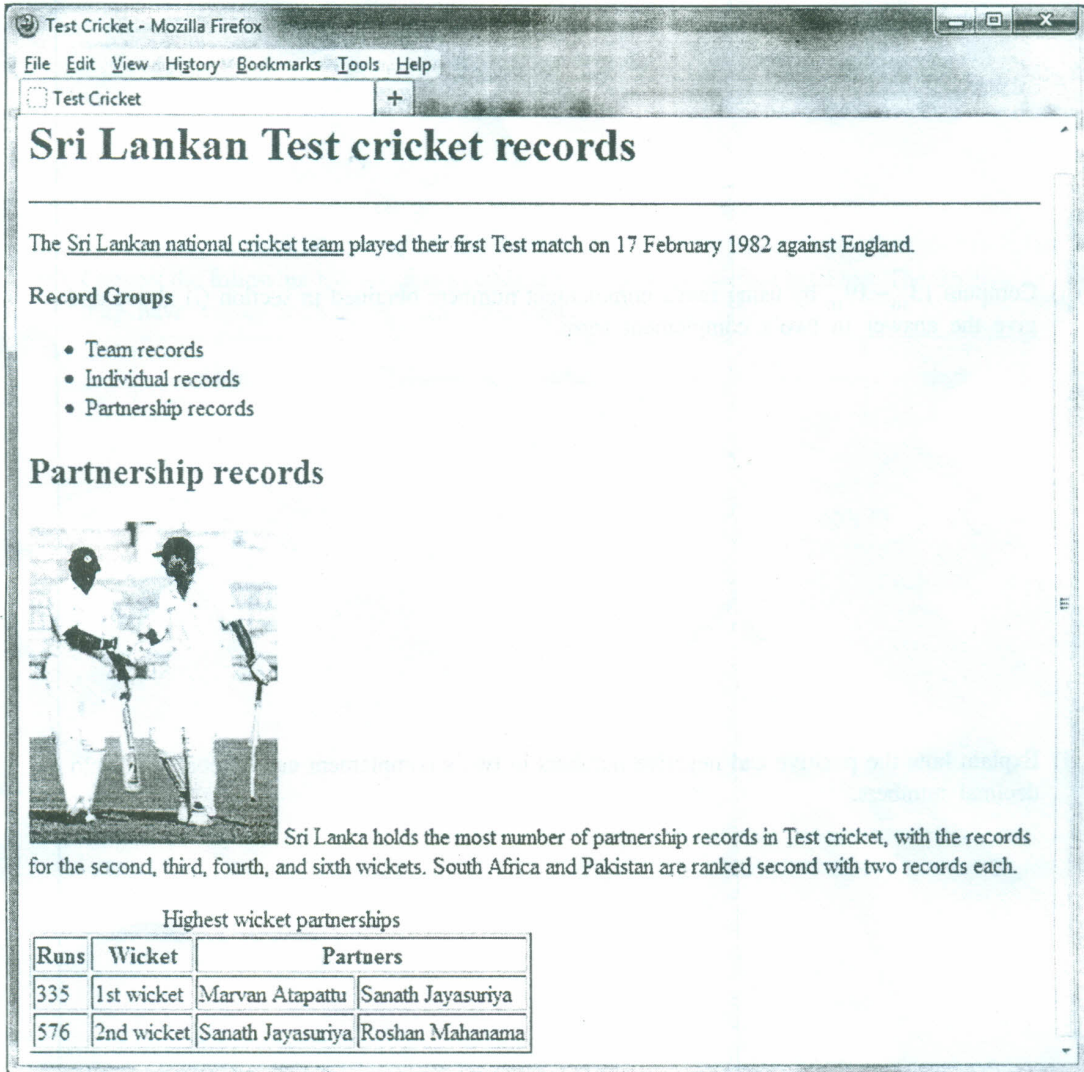 Test Cricket - Mozilla Firefox
File Edit View History Bookmarks Tools Help
Test Cricket +
Sri Lankan Test cricket records
The Sri Lankan national cricket team played their first Test match on 17 February 1982 against England.
Record Groups
• Team records
• Individual records
• Partnership records
Partnership records
Sri Lanka holds the most number of partnership records in Test cricket, with the records
for the second, third, fourth, and sixth wickets. South Africa and Pakistan are ranked second with two records each.
Highest wicket partnerships
Runs Wicket Partners
335 1st wicket Marvan Atapattu Sanath Jayasuriya
576 2nd wicket Sanath Jayasuriya Roshan Mahanama